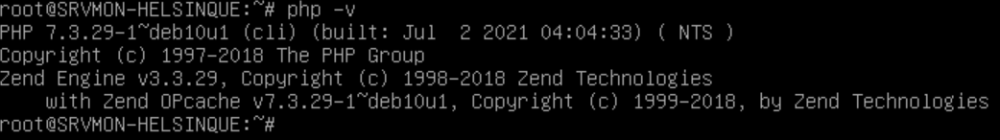 root@SRVMON-HELSINQUE:~# php -v
PHP 7.3.29-1~deb10u1 (cli) (built: Jul  2 2021 04:04:33) ( NTS )
Copyright (c) 1997-2018 The PHP Group
Zend Engine v3.3.29, Copyright (c) 1998-2018 Zend Technologies
    with Zend OPcache v7.3.29-1~deb10u1, Copyright (c) 1999-2018, by Zend Technologies
root@SRVMON-HELSINQUE:~#